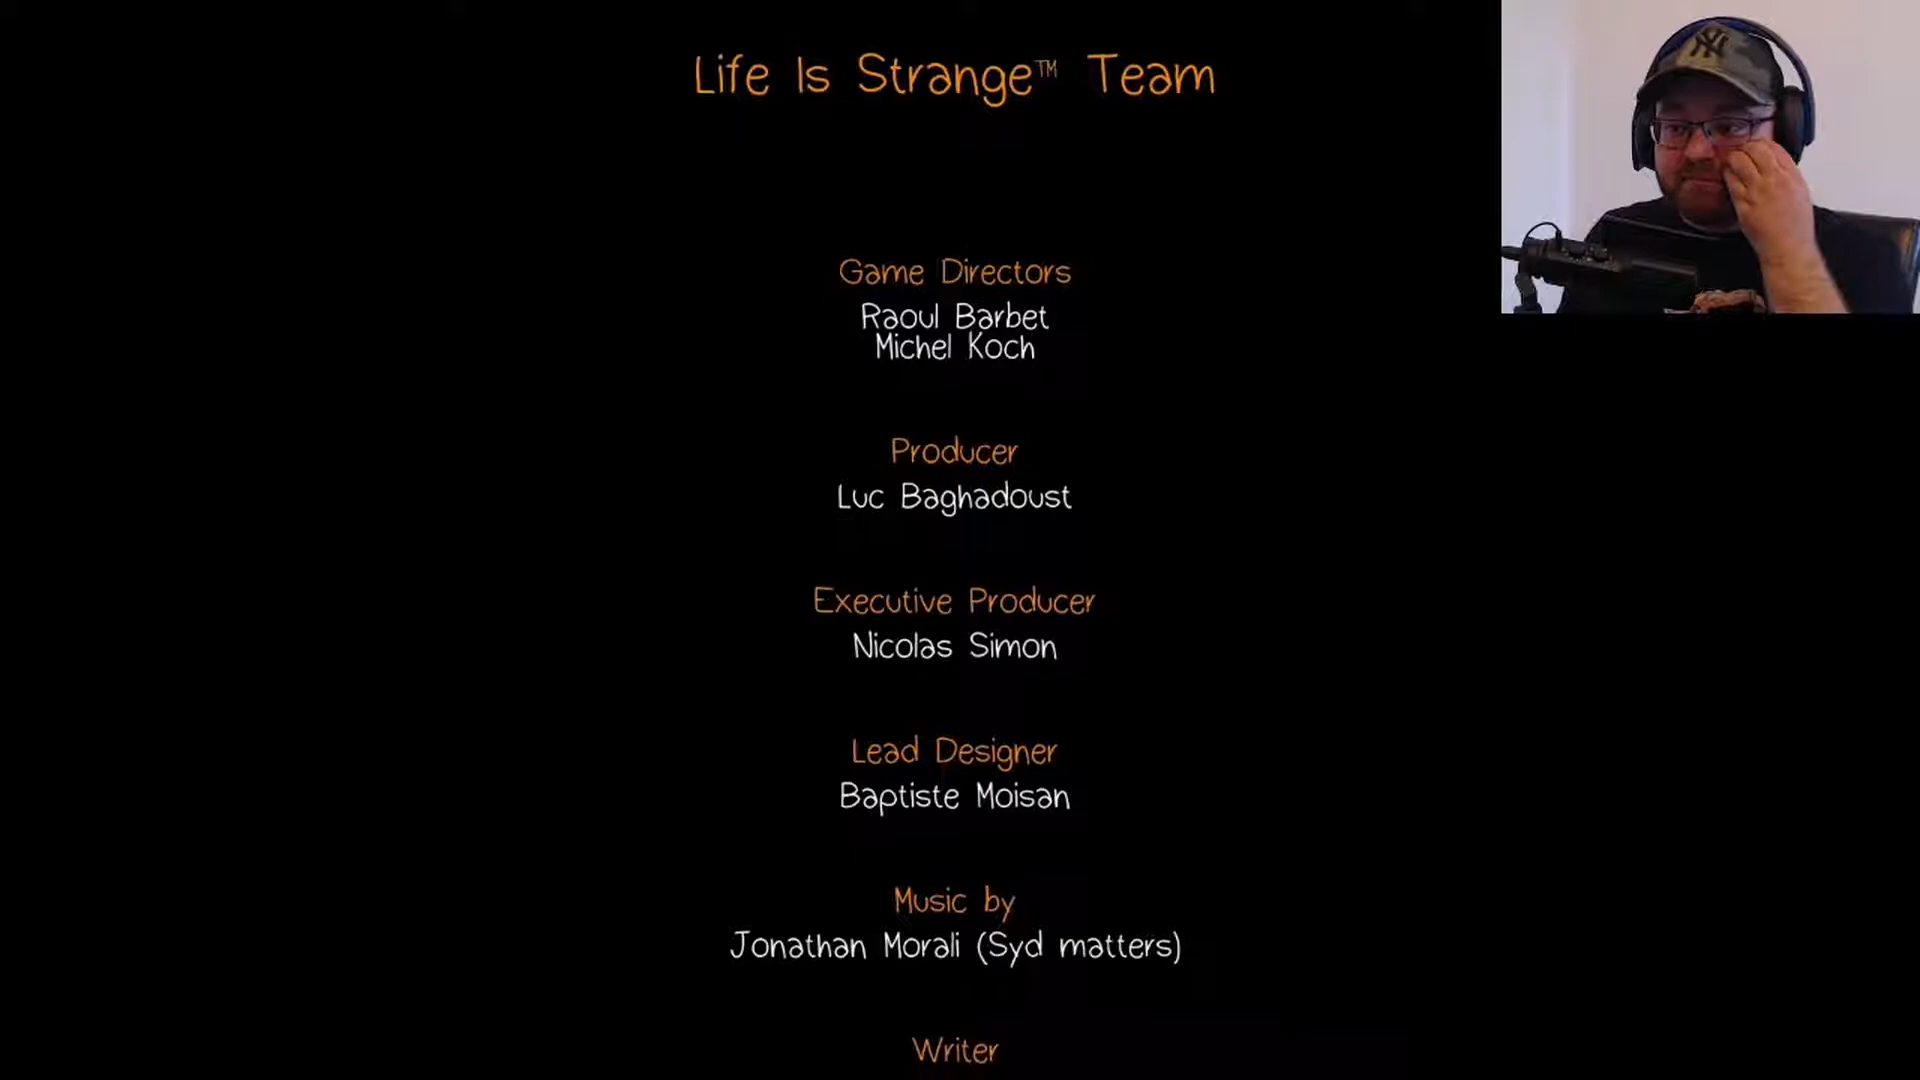 Life Is Strange™ Team
Game Directors
Raoul Barbet
Michel Koch
Producer
Luc Baghadoust
Executive Producer
Nicolas Simon
Lead Designer
Baptiste Moisan
Music by
Jonathan Morali (Syd matters)
Writer
NY